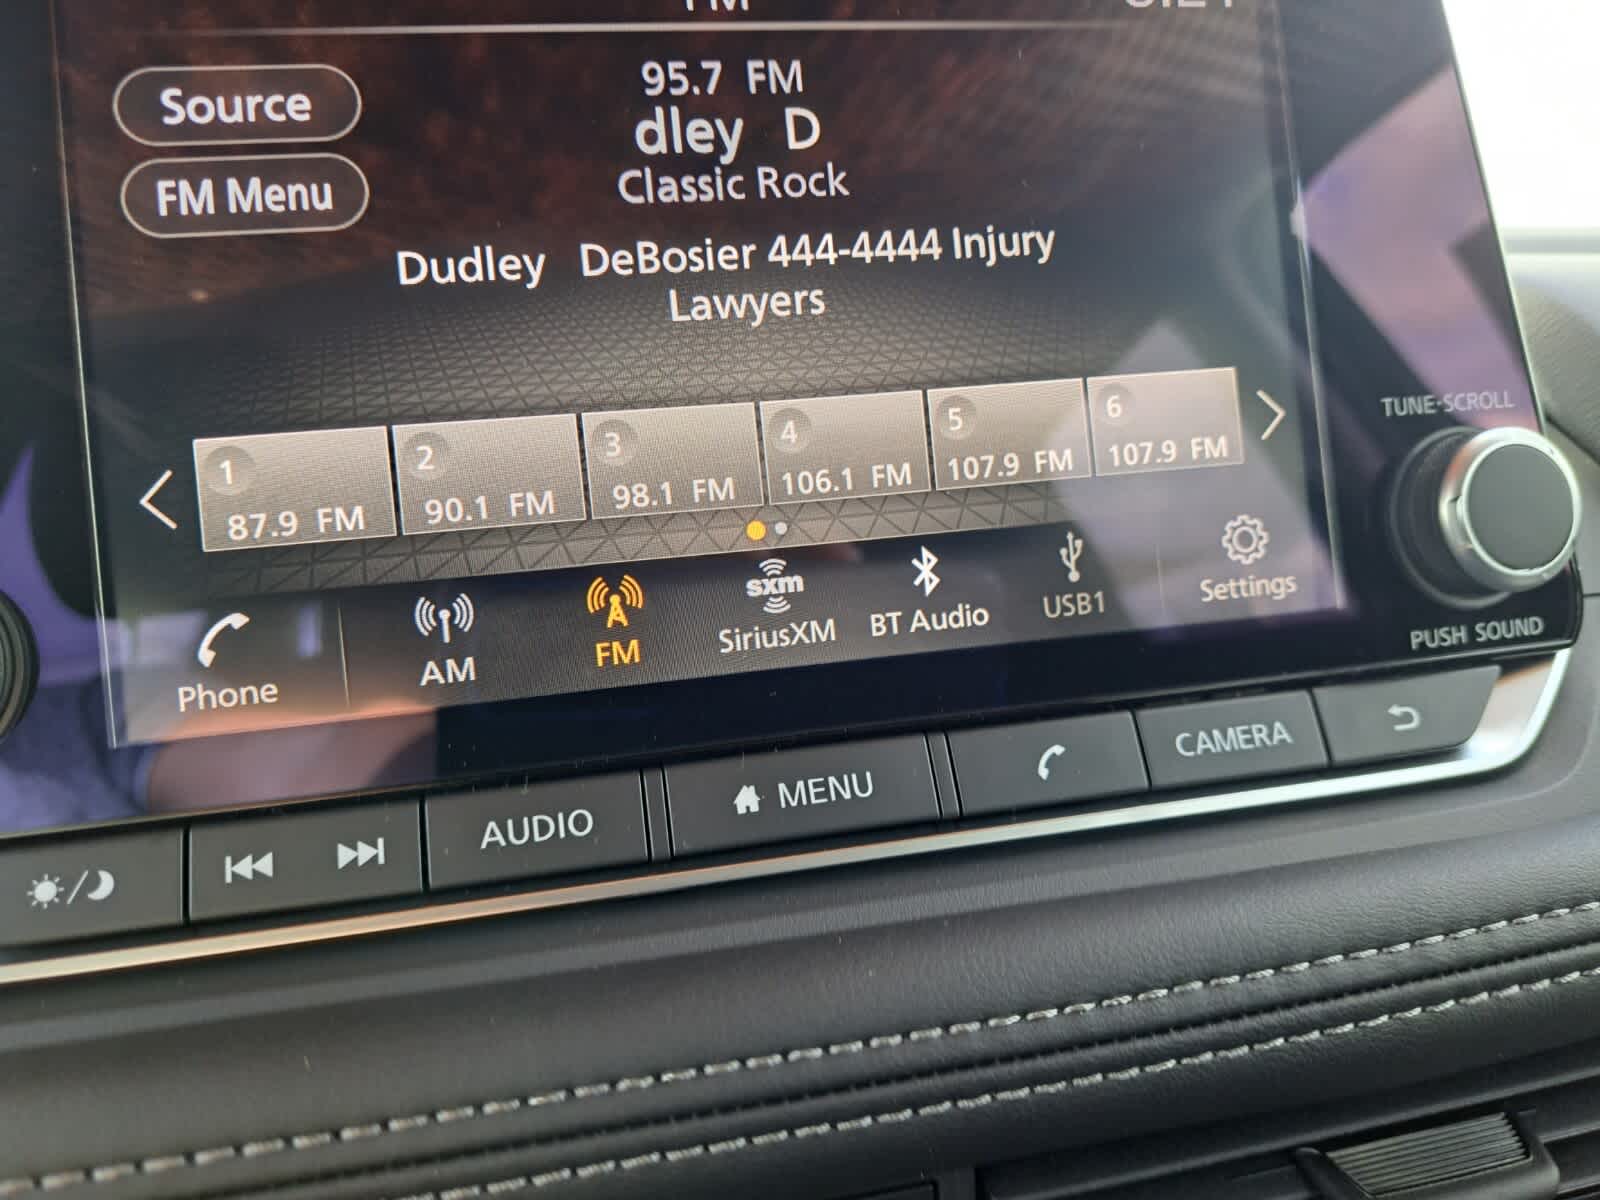 FM
Source
95.7 FM
dley D
FM Menu
Classic Rock
Dudley DeBosier 444-4444 Injury
Lawyers
1 87.9 FM
2 90.1 FM
3 98.1 FM
4 106.1 FM
5 107.9 FM
6 107.9 FM
TUNE·SCROLL
Phone
AM
FM
sxm
SiriusXM
BT Audio
USB1
Settings
PUSH SOUND
AUDIO
MENU
CAMERA